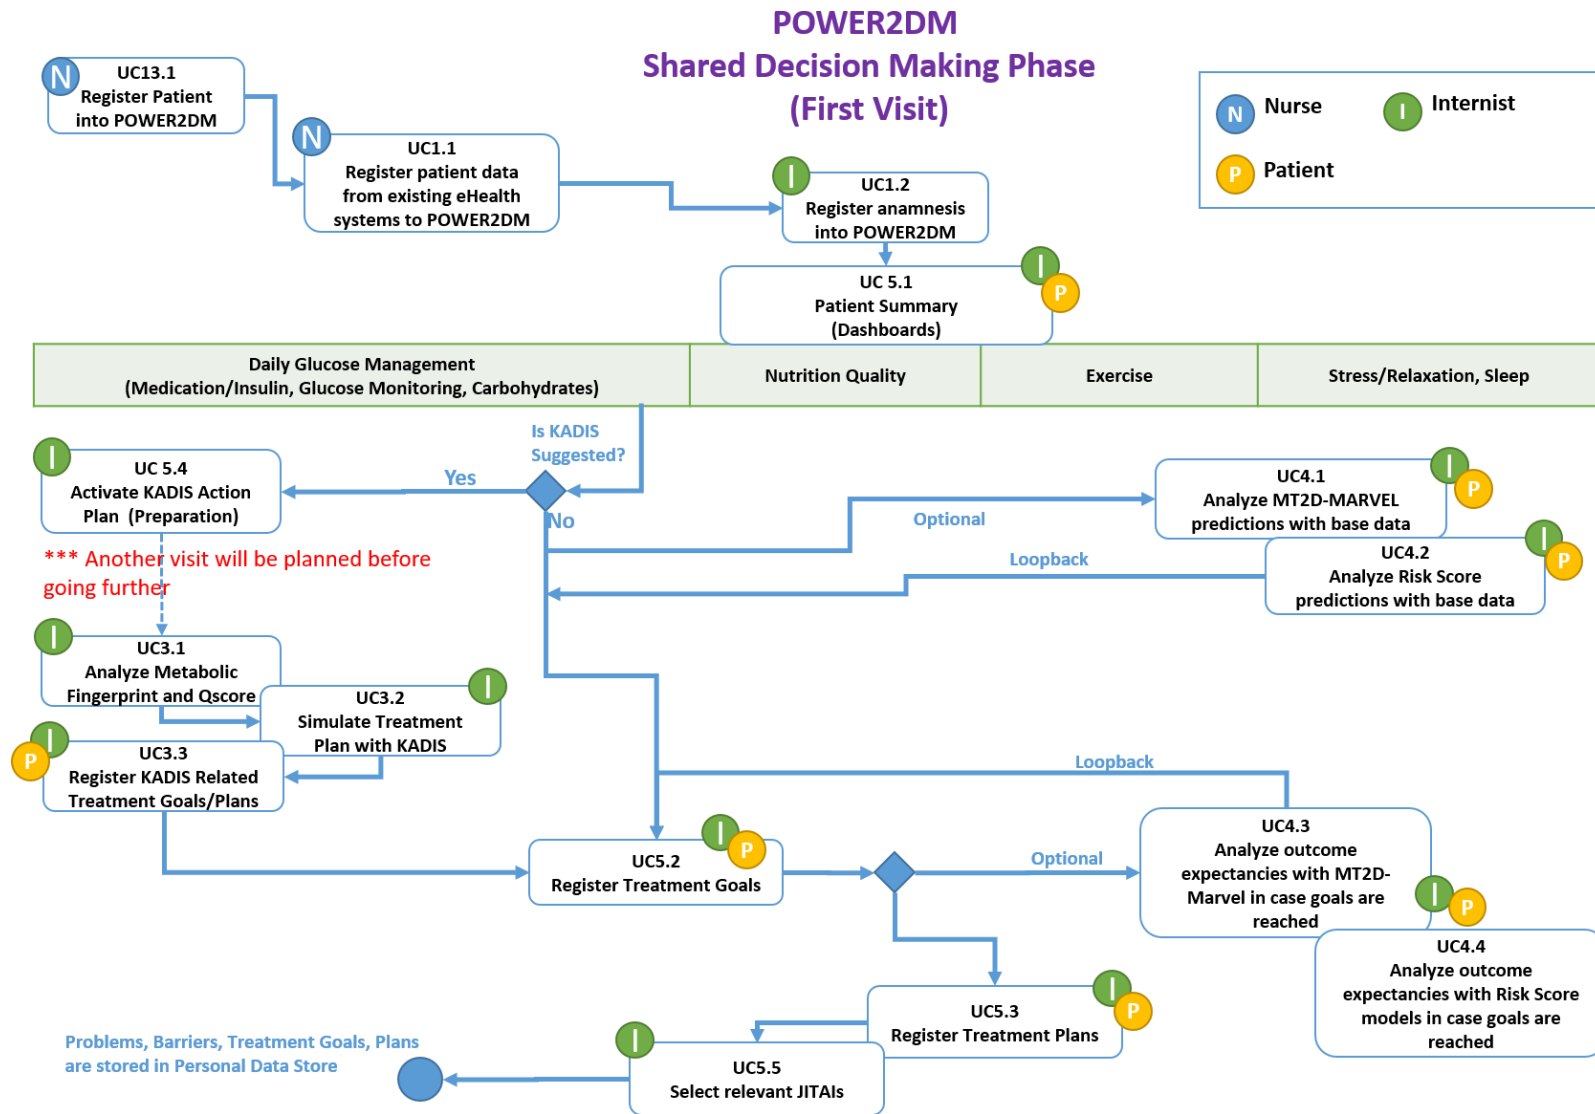 POWER2DM
Shared Decision Making Phase
(First Visit)
N
UC13.1
Register Patient
into POWER2DM
N
UC1.1
Register patient data
from existing eHealth
systems to POWER2DM
I
UC1.2
Register anamnesis
into POWER2DM
N Nurse
I Internist
P Patient
I
P
UC 5.1
Patient Summary
(Dashboards)
Daily Glucose Management
(Medication/Insulin, Glucose Monitoring, Carbohydrates)
Nutrition Quality
Exercise
Stress/Relaxation, Sleep
Is KADIS
Suggested?
Yes
No
I
UC 5.4
Activate KADIS Action
Plan (Preparation)
*** Another visit will be planned before
going further
Optional
I
P
UC4.1
Analyze MT2D-MARVEL
predictions with base data
Loopback
I
P
UC4.2
Analyze Risk Score
predictions with base data
I
UC3.1
Analyze Metabolic
Fingerprint and Qscore
I
UC3.2
Simulate Treatment
Plan with KADIS
I
P
UC3.3
Register KADIS Related
Treatment Goals/Plans
Loopback
I
P
UC5.2
Register Treatment Goals
Optional
UC4.3
Analyze outcome
expectancies with MT2D-
Marvel in case goals are
reached
I
P
UC4.4
Analyze outcome
expectancies with Risk Score
models in case goals are
reached
I
P
UC5.3
Register Treatment Plans
I
UC5.5
Select relevant JITAIs
Problems, Barriers, Treatment Goals, Plans
are stored in Personal Data Store